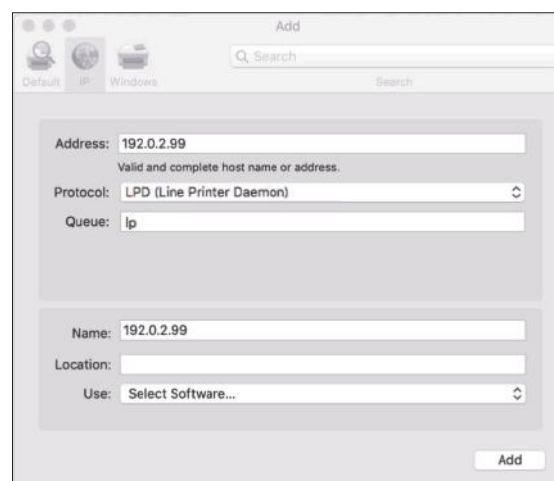 Add
Search
Default IP Windows Search
Address: 192.0.2.99
Valid and complete host name or address.
Protocol: LPD (Line Printer Daemon)
Queue: lp
Name: 192.0.2.99
Location:
Use: Select Software...
Add